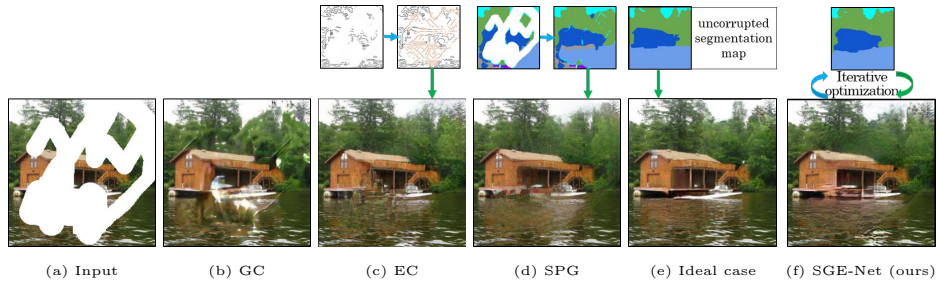 uncorrupted
segmentation
map
Iterative
optimization
(a) Input
(b) GC
(c) EC
(d) SPG
(e) Ideal case
(f) SGE-Net (ours)